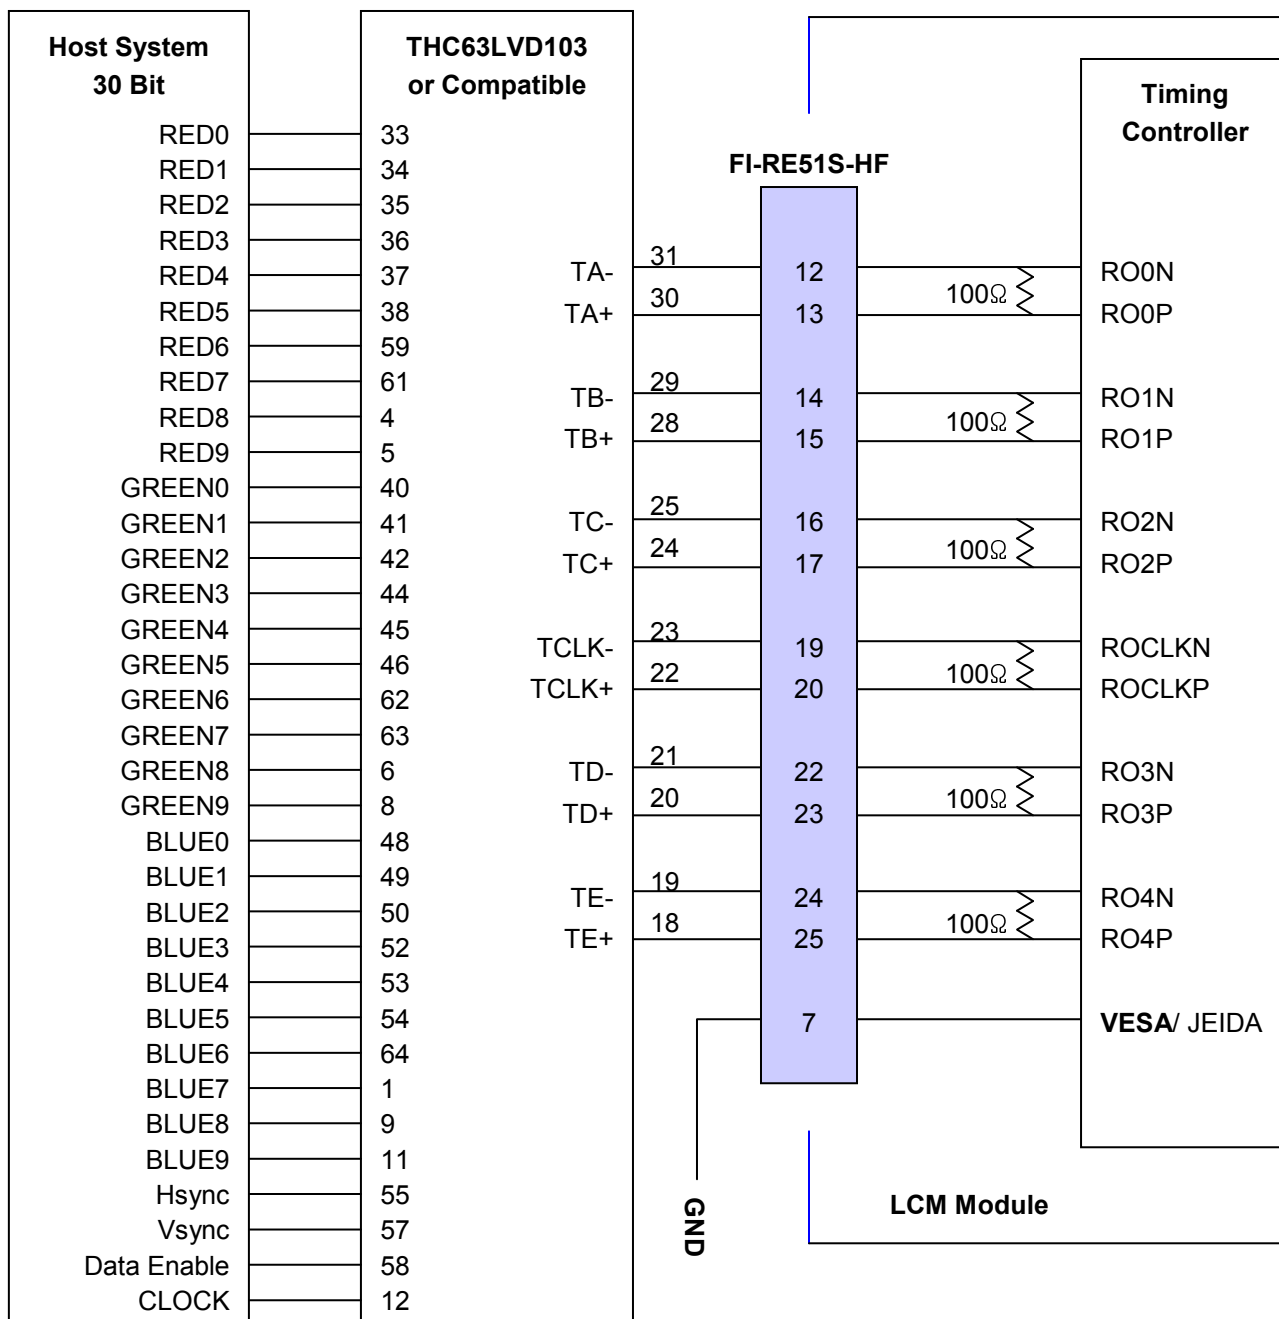 Host System
30 Bit
THC63LVD103
or Compatible
Timing
Controller
FI-RE51S-HF
RED0 33
RED1 34
RED2 35
RED3 36
RED4 37
RED5 38
RED6 59
RED7 61
RED8 4
RED9 5
GREEN0 40
GREEN1 41
GREEN2 42
GREEN3 44
GREEN4 45
GREEN5 46
GREEN6 62
GREEN7 63
GREEN8 6
GREEN9 8
BLUE0 48
BLUE1 49
BLUE2 50
BLUE3 52
BLUE4 53
BLUE5 54
BLUE6 64
BLUE7 1
BLUE8 9
BLUE9 11
Hsync 55
Vsync 57
Data Enable 58
CLOCK 12
TA- 31 12 RO0N
100Ω
TA+ 30 13 RO0P
TB- 29 14 RO1N
100Ω
TB+ 28 15 RO1P
TC- 25 16 RO2N
100Ω
TC+ 24 17 RO2P
TCLK- 23 19 ROCLKN
100Ω
TCLK+ 22 20 ROCLKP
TD- 21 22 RO3N
100Ω
TD+ 20 23 RO3P
TE- 19 24 RO4N
100Ω
TE+ 18 25 RO4P
7 VESA/ JEIDA
GND
LCM Module